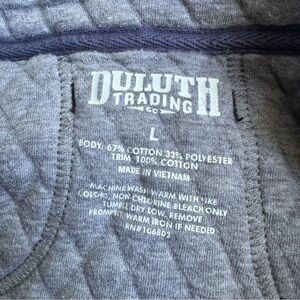 DULUTH
TRADING
CO
L
BODY: 67% COTTON 33% POLYESTER
TRIM: 100% COTTON
MADE IN VIETNAM
MACHINE WASH WARM WITH LIKE
COLORS, NON-CHLORINE BLEACH ONLY
TUMBLE DRY LOW, REMOVE
PROMPTLY, WARM IRON IF NEEDED
RN#106803